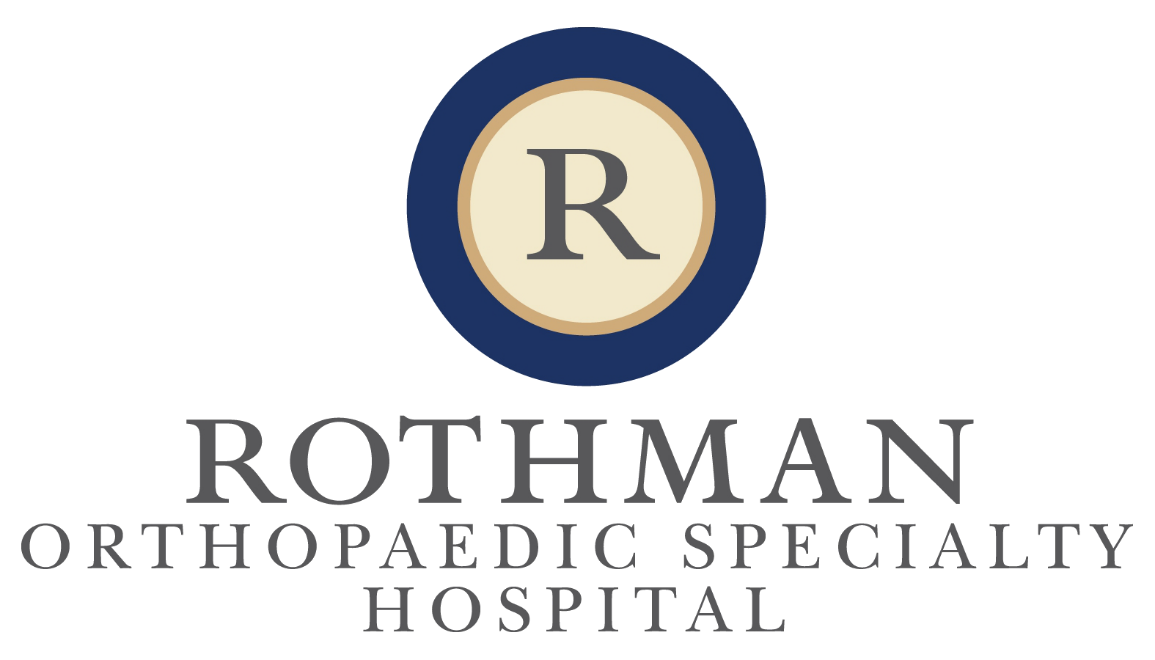 R
ROTHMAN
ORTHOPAEDIC SPECIALTY
HOSPITAL